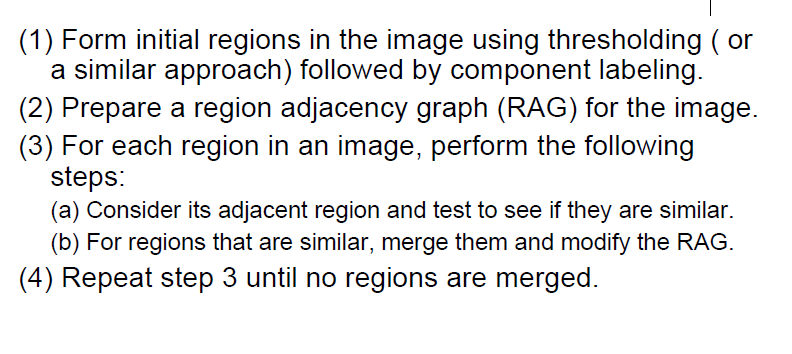 (1) Form initial regions in the image using thresholding ( or
a similar approach) followed by component labeling.
(2) Prepare a region adjacency graph (RAG) for the image.
(3) For each region in an image, perform the following
steps:
(a) Consider its adjacent region and test to see if they are similar.
(b) For regions that are similar, merge them and modify the RAG.
(4) Repeat step 3 until no regions are merged.